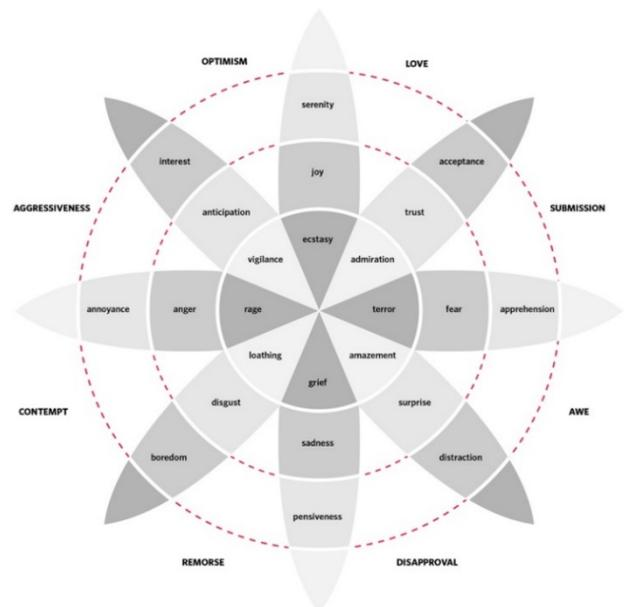 OPTIMISM
LOVE
serenity
interest
acceptance
joy
anticipation
trust
AGGRESSIVENESS
SUBMISSION
ecstasy
vigilance
admiration
annoyance
anger
rage
terror
fear
apprehension
loathing
amazement
grief
disgust
surprise
CONTEMPT
AWE
sadness
boredom
distraction
pensiveness
REMORSE
DISAPPROVAL